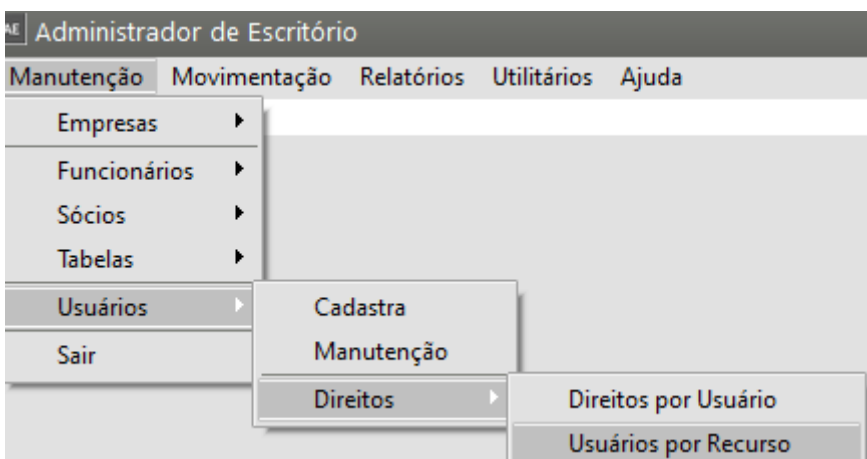 AE Administrador de Escritório
Manutenção Movimentação Relatórios Utilitários Ajuda
Empresas
Funcionários
Sócios
Tabelas
Usuários
Sair
Cadastra
Manutenção
Direitos
Direitos por Usuário
Usuários por Recurso